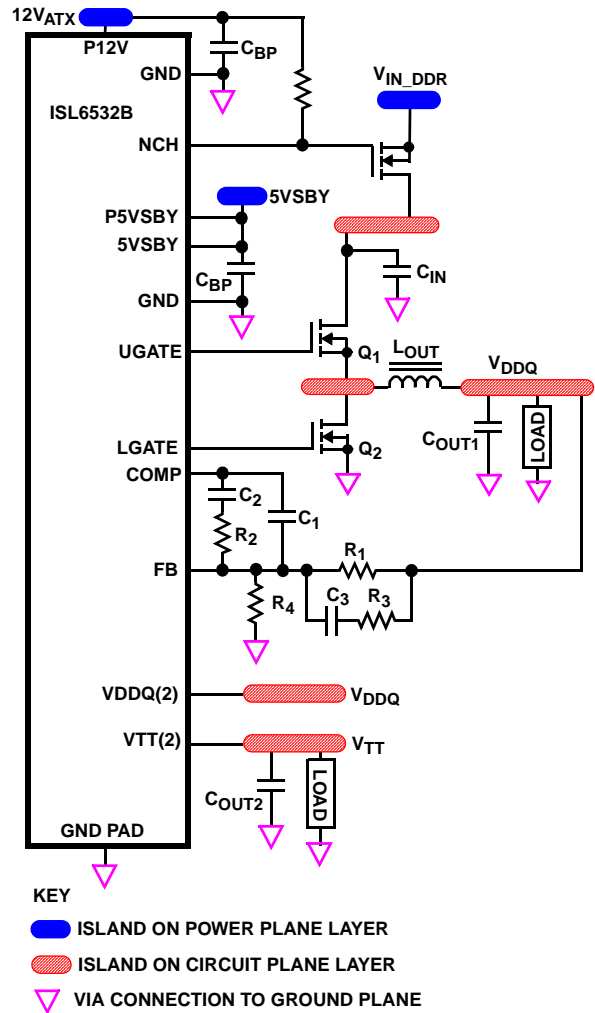 12VATX
P12V
CBP
GND
VIN_DDR
ISL6532B
NCH
5VSBY
P5VSBY
5VSBY
CBP
CIN
GND
UGATE
Q1
LOUT
VDDQ
LGATE
Q2
COUT1
LOAD
COMP
C2
C1
R2
R1
FB
C3
R3
R4
VDDQ(2)
VDDQ
VTT(2)
VTT
COUT2
LOAD
GND PAD
KEY
ISLAND ON POWER PLANE LAYER
ISLAND ON CIRCUIT PLANE LAYER
VIA CONNECTION TO GROUND PLANE